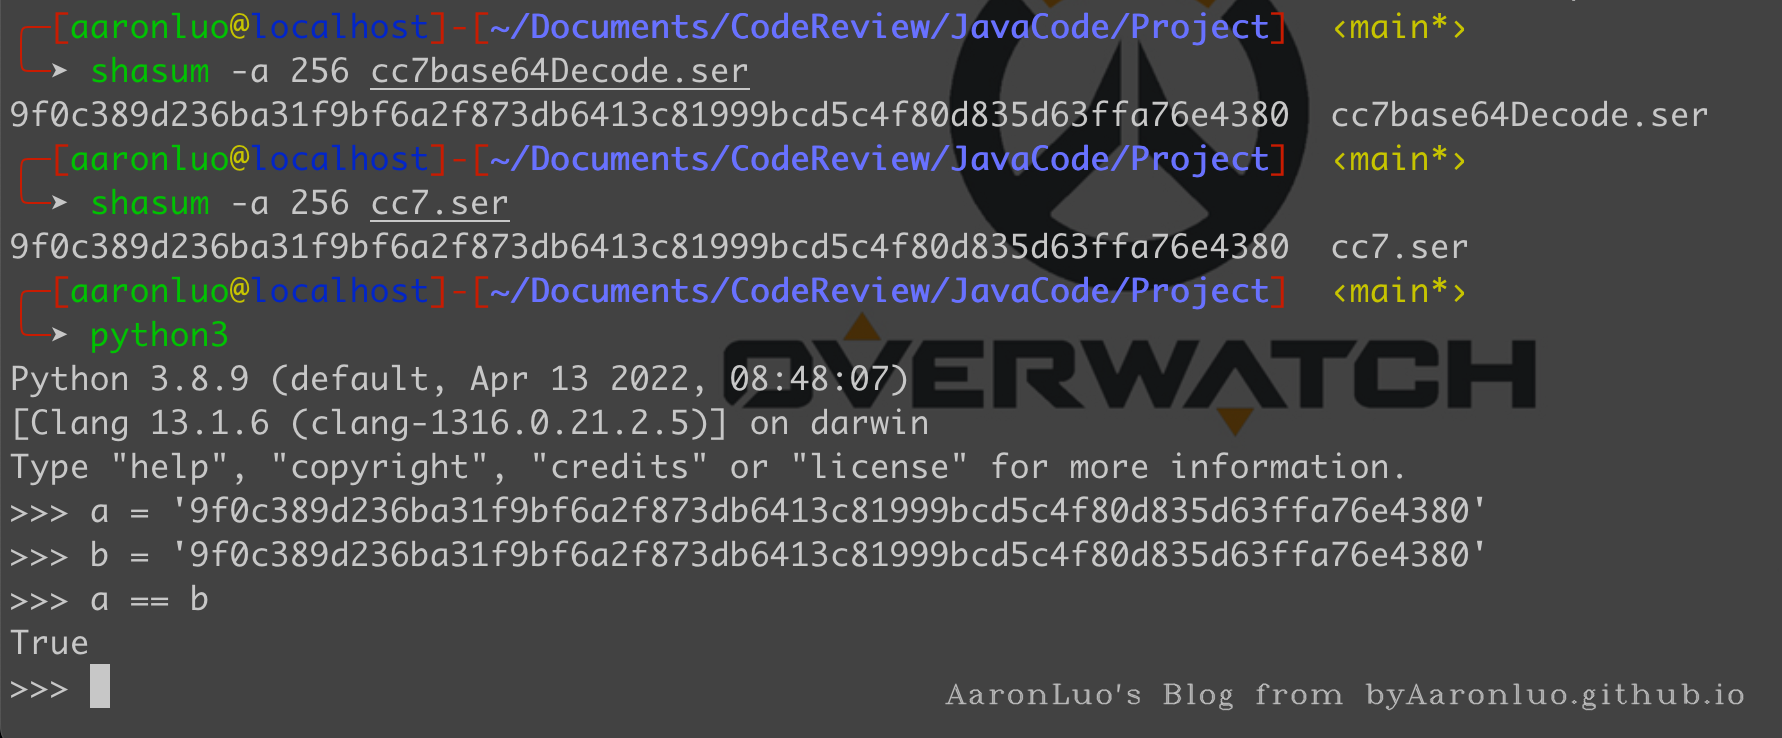 [aaronluo@localhost]-[~/Documents/CodeReview/JavaCode/Project] ‹main*›
➤ shasum -a 256 cc7base64Decode.ser
9f0c389d236ba31f9bf6a2f873db6413c81999bcd5c4f80d835d63ffa76e4380 cc7base64Decode.ser
[aaronluo@localhost]-[~/Documents/CodeReview/JavaCode/Project] ‹main*›
➤ shasum -a 256 cc7.ser
9f0c389d236ba31f9bf6a2f873db6413c81999bcd5c4f80d835d63ffa76e4380 cc7.ser
[aaronluo@localhost]-[~/Documents/CodeReview/JavaCode/Project] ‹main*›
➤ python3
OVERWATCH
Python 3.8.9 (default, Apr 13 2022, 08:48:07)
[Clang 13.1.6 (clang-1316.0.21.2.5)] on darwin
Type "help", "copyright", "credits" or "license" for more information.
>>> a = '9f0c389d236ba31f9bf6a2f873db6413c81999bcd5c4f80d835d63ffa76e4380'
>>> b = '9f0c389d236ba31f9bf6a2f873db6413c81999bcd5c4f80d835d63ffa76e4380'
>>> a == b
True
>>>
AaronLuo's Blog from byAaronluo.github.io